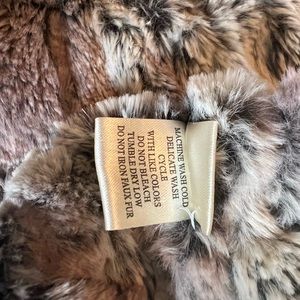 MACHINE WASH COLD
DELICATE WASH
CYCLE
WITH LIKE COLORS
DO NOT BLEACH
TUMBLE DRY LOW
DO NOT IRON FAUX FUR